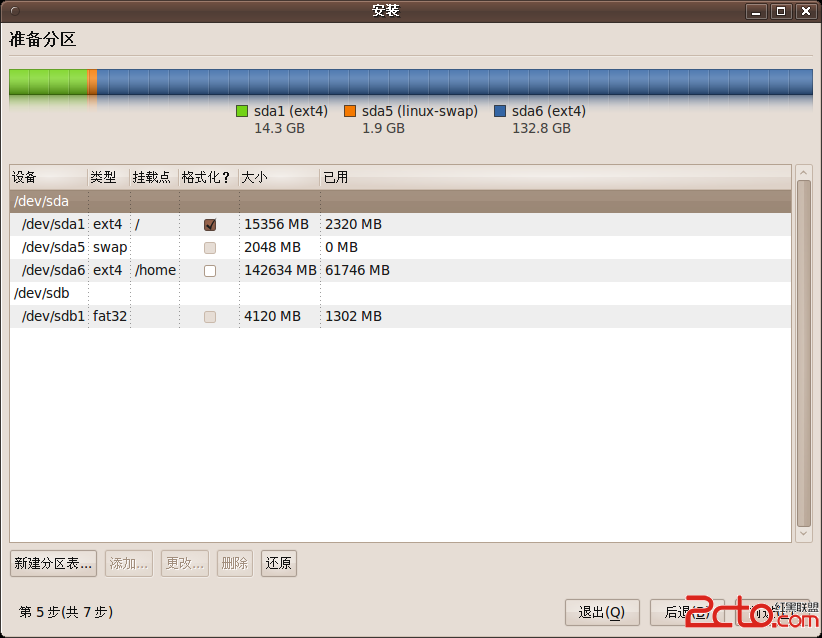 安装
准备分区
sda1 (ext4) sda5 (linux-swap) sda6 (ext4)
14.3 GB 1.9 GB 132.8 GB
设备 类型 挂载点 格式化？ 大小 已用
/dev/sda
/dev/sda1 ext4 / 15356 MB 2320 MB
/dev/sda5 swap 2048 MB 0 MB
/dev/sda6 ext4 /home 142634 MB 61746 MB
/dev/sdb
/dev/sdb1 fat32 4120 MB 1302 MB
新建分区表... 添加... 更改... 删除 还原
第 5 步(共 7 步)
退出(Q) 后退
2cto.com
红黑联盟